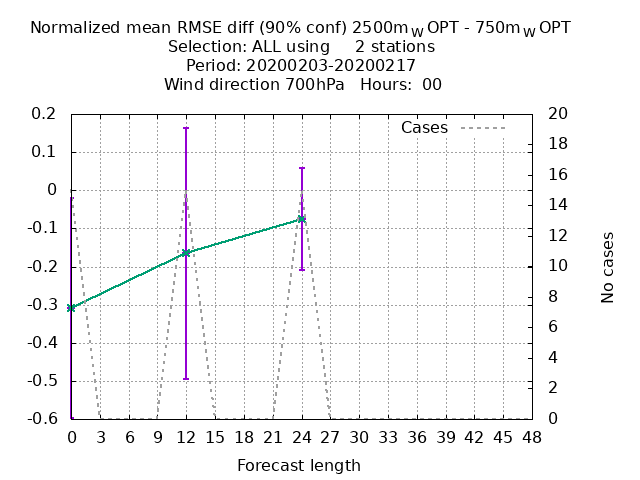 Normalized mean RMSE diff (90% conf) 2500m W OPT - 750m W OPT
Selection: ALL using 2 stations
Period: 20200203-20200217
Wind direction 700hPa Hours: 00
0.2
0.1
0
-0.1
-0.2
-0.3
-0.4
-0.5
-0.6
Cases
20
18
16
14
12
10
8
6
4
2
0
No cases
0 3 6 9 12 15 18 21 24 27 30 33 36 39 42 45 48
Forecast length